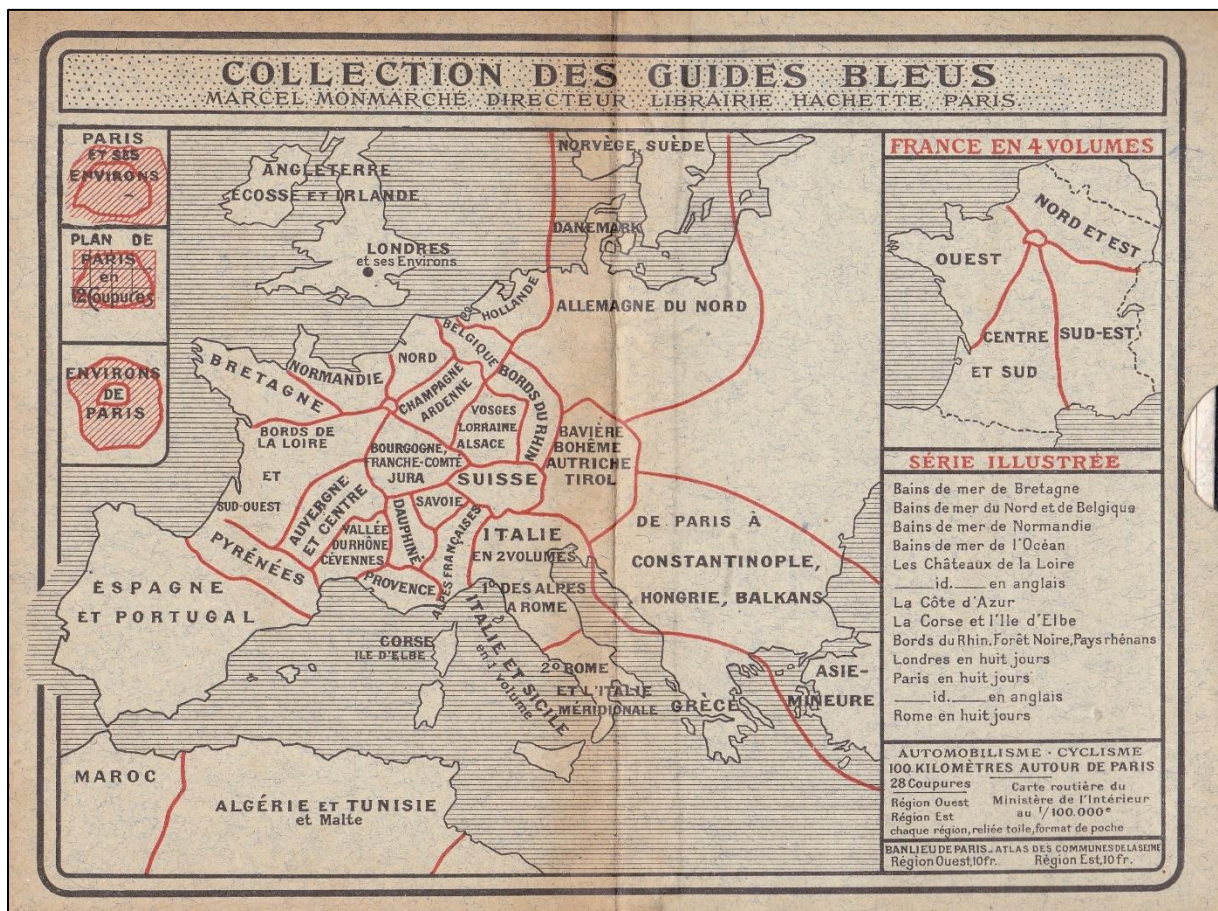 COLLECTION DES GUIDES BLEUS
MARCEL MONMARCHÉ, DIRECTEUR LIBRAIRIE HACHETTE PARIS
PARIS
ET SES
ENVIRONS
PLAN DE
PARIS
en
12 Coupures
ENVIRONS
DE
PARIS
NORVÈGE, SUÈDE
ANGLETERRE
ÉCOSSE ET IRLANDE
LONDRES
et ses Environs
DANEMARK
HOLLANDE
ALLEMAGNE DU NORD
BELGIQUE
NORD
NORMANDIE
BRETAGNE
CHAMPAGNE
ARDENNE
BORDS DU RHIN
VOSGES
LORRAINE
ALSACE
BORDS DE
LA LOIRE
ET
SUD-OUEST
BOURGOGNE,
FRANCHE-COMTÉ
JURA
BAVIÈRE
BOHÊME
AUTRICHE
TIROL
SUISSE
AUVERGNE
ET CENTRE
SAVOIE
VALLÉE
DU RHÔNE
CÉVENNES
DAUPHINÉ
ALPES FRANÇAISES
PYRÉNÉES
PROVENCE
ITALIE
EN 2 VOLUMES
1º DES ALPES
A ROME
DE PARIS À
CONSTANTINOPLE,
HONGRIE, BALKANS
ESPAGNE
ET PORTUGAL
CORSE
ILE D'ELBE
ITALIE ET SICILE
en 1 volume
2º ROME
ET L'ITALIE
MÉRIDIONALE
GRÈCE
ASIE-
MINEURE
MAROC
ALGÉRIE ET TUNISIE
et Malte
FRANCE EN 4 VOLUMES
NORD ET EST
OUEST
CENTRE
ET SUD
SUD-EST
SÉRIE ILLUSTRÉE
Bains de mer de Bretagne
Bains de mer du Nord et de Belgique
Bains de mer de Normandie
Bains de mer de l'Océan
Les Châteaux de la Loire
____id.____ en anglais
La Côte d'Azur
La Corse et l'Ile d'Elbe
Bords du Rhin, Forêt Noire, Pays rhénans
Londres en huit jours
Paris en huit jours
____id.____ en anglais
Rome en huit jours
AUTOMOBILISME · CYCLISME
100 KILOMÈTRES AUTOUR DE PARIS
28 Coupures
Région Ouest
Région Est
Carte routière du
Ministère de l'Intérieur
au 1/100.000e
chaque région, reliée toile, format de poche
BANLIEU DE PARIS - ATLAS DES COMMUNES DE LA SEINE
Région Ouest, 10 fr. Région Est, 10 fr.